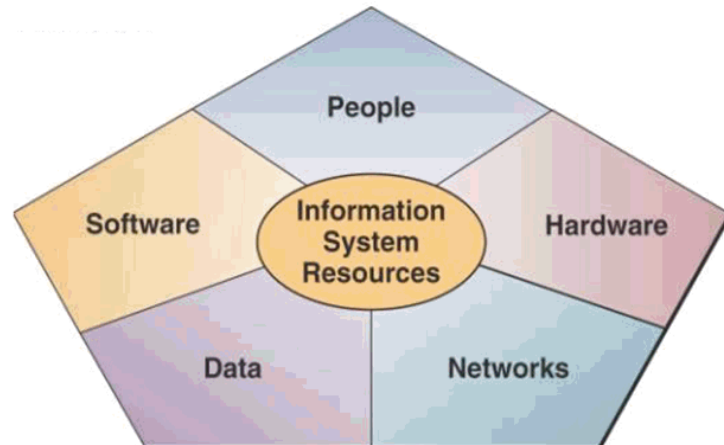 People
Software
Information
System
Resources
Hardware
Data
Networks